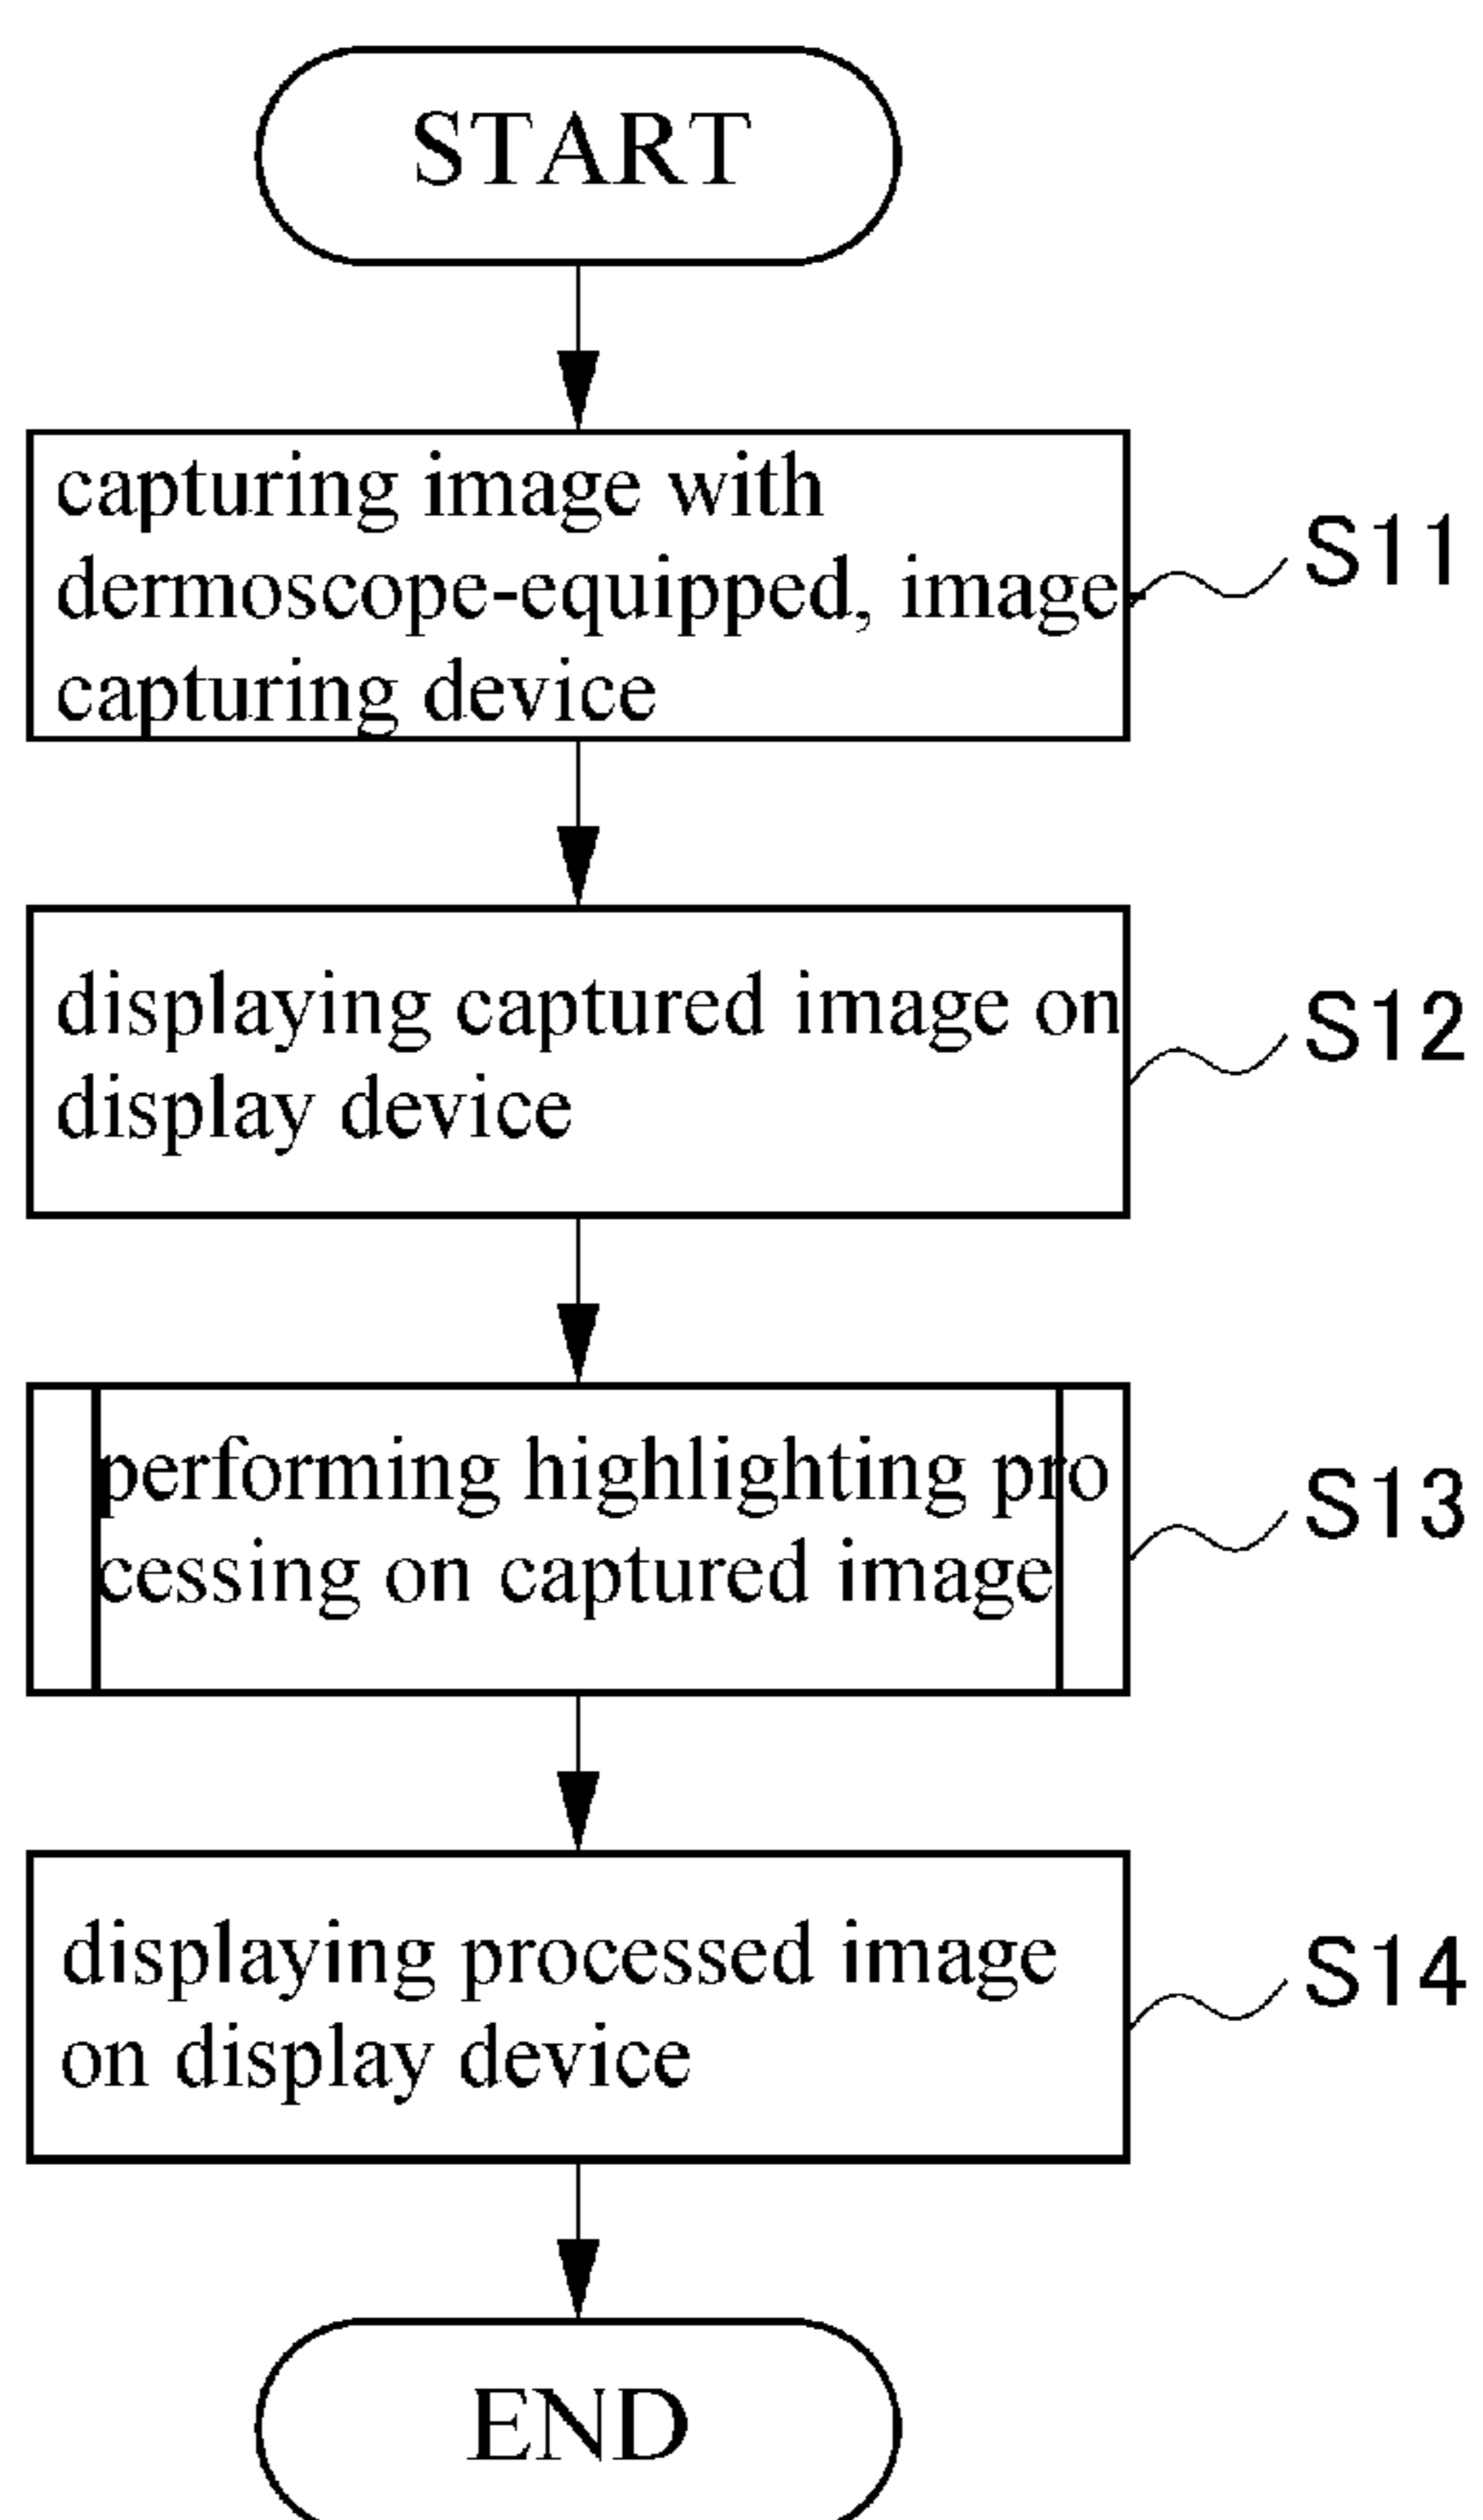 START
capturing image with
dermoscope-equipped, image
capturing device
S11
displaying captured image on
display device
S12
performing highlighting pro
cessing on captured image
S13
displaying processed image
on display device
S14
END